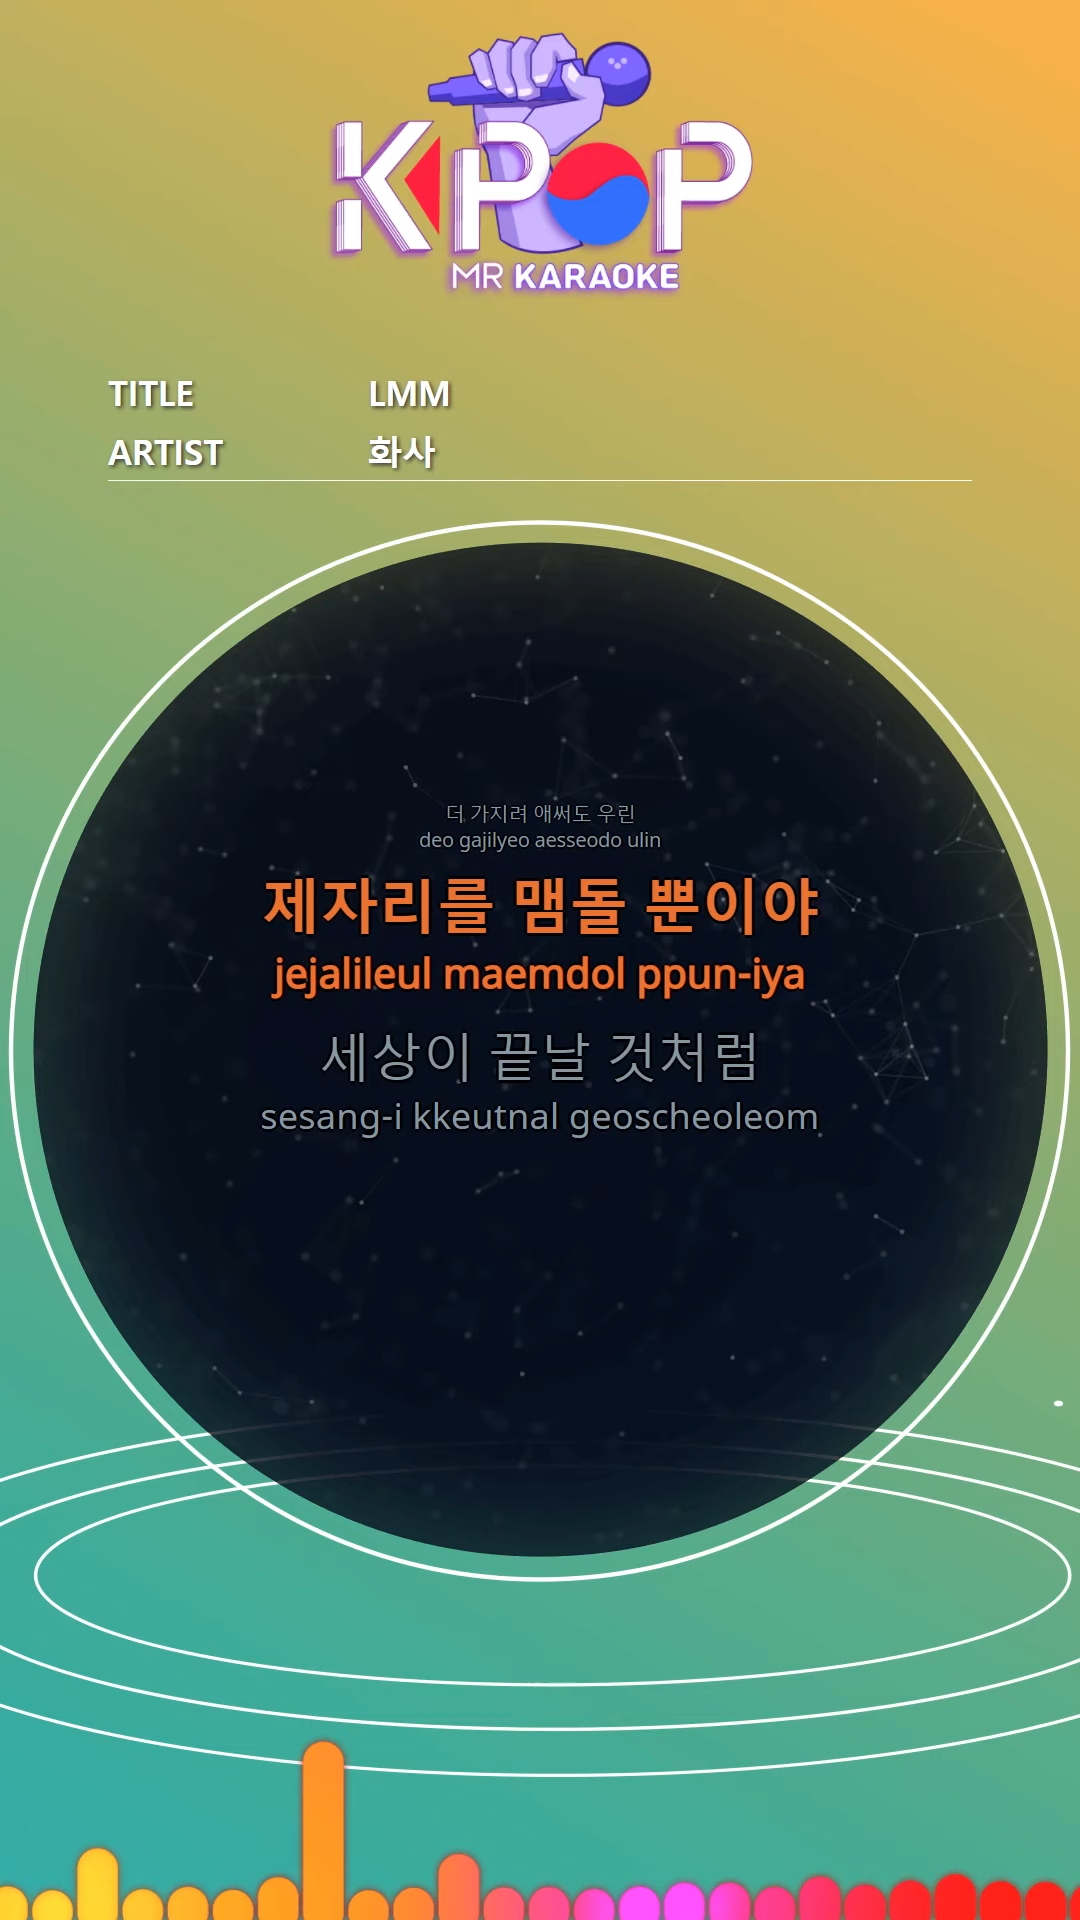 KPOP
MR KARAOKE
TITLE LMM
ARTIST 화사
더 가지려 애써도 우린
deo gajilyeo aesseodo ulin
제자리를 맴돌 뿐이야
jejalileul maemdol ppun-iya
세상이 끝날 것처럼
sesang-i kkeutnal geoscheoleom